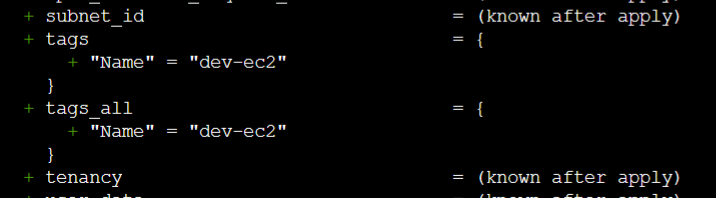 + subnet_id                            = (known after apply)
+ tags                                 = {
    + "Name" = "dev-ec2"
  }
+ tags_all                             = {
    + "Name" = "dev-ec2"
  }
+ tenancy                              = (known after apply)